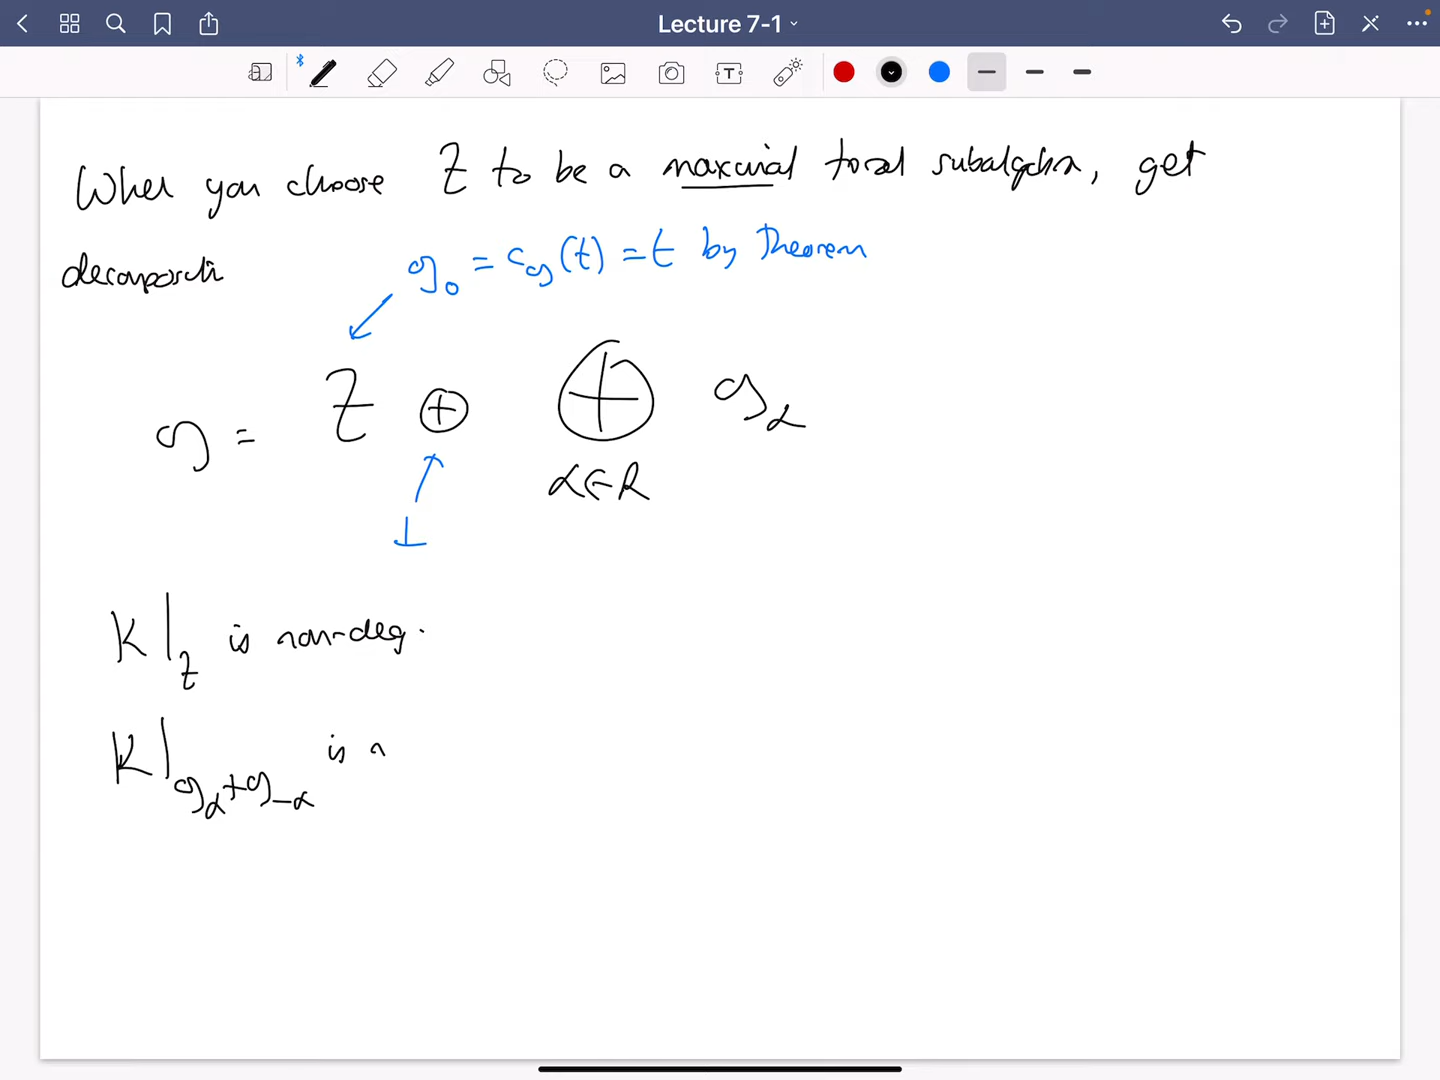 Lecture 7-1
When you choose t to be a maximal toral subalgebra, get
decomposition
g₀ = c_g(t) = t by Theorem
g = t ⊕ ⊕ g_α
α∈R
⊥
K|_t is non-deg.
K|_{g_α+g_-α} is n